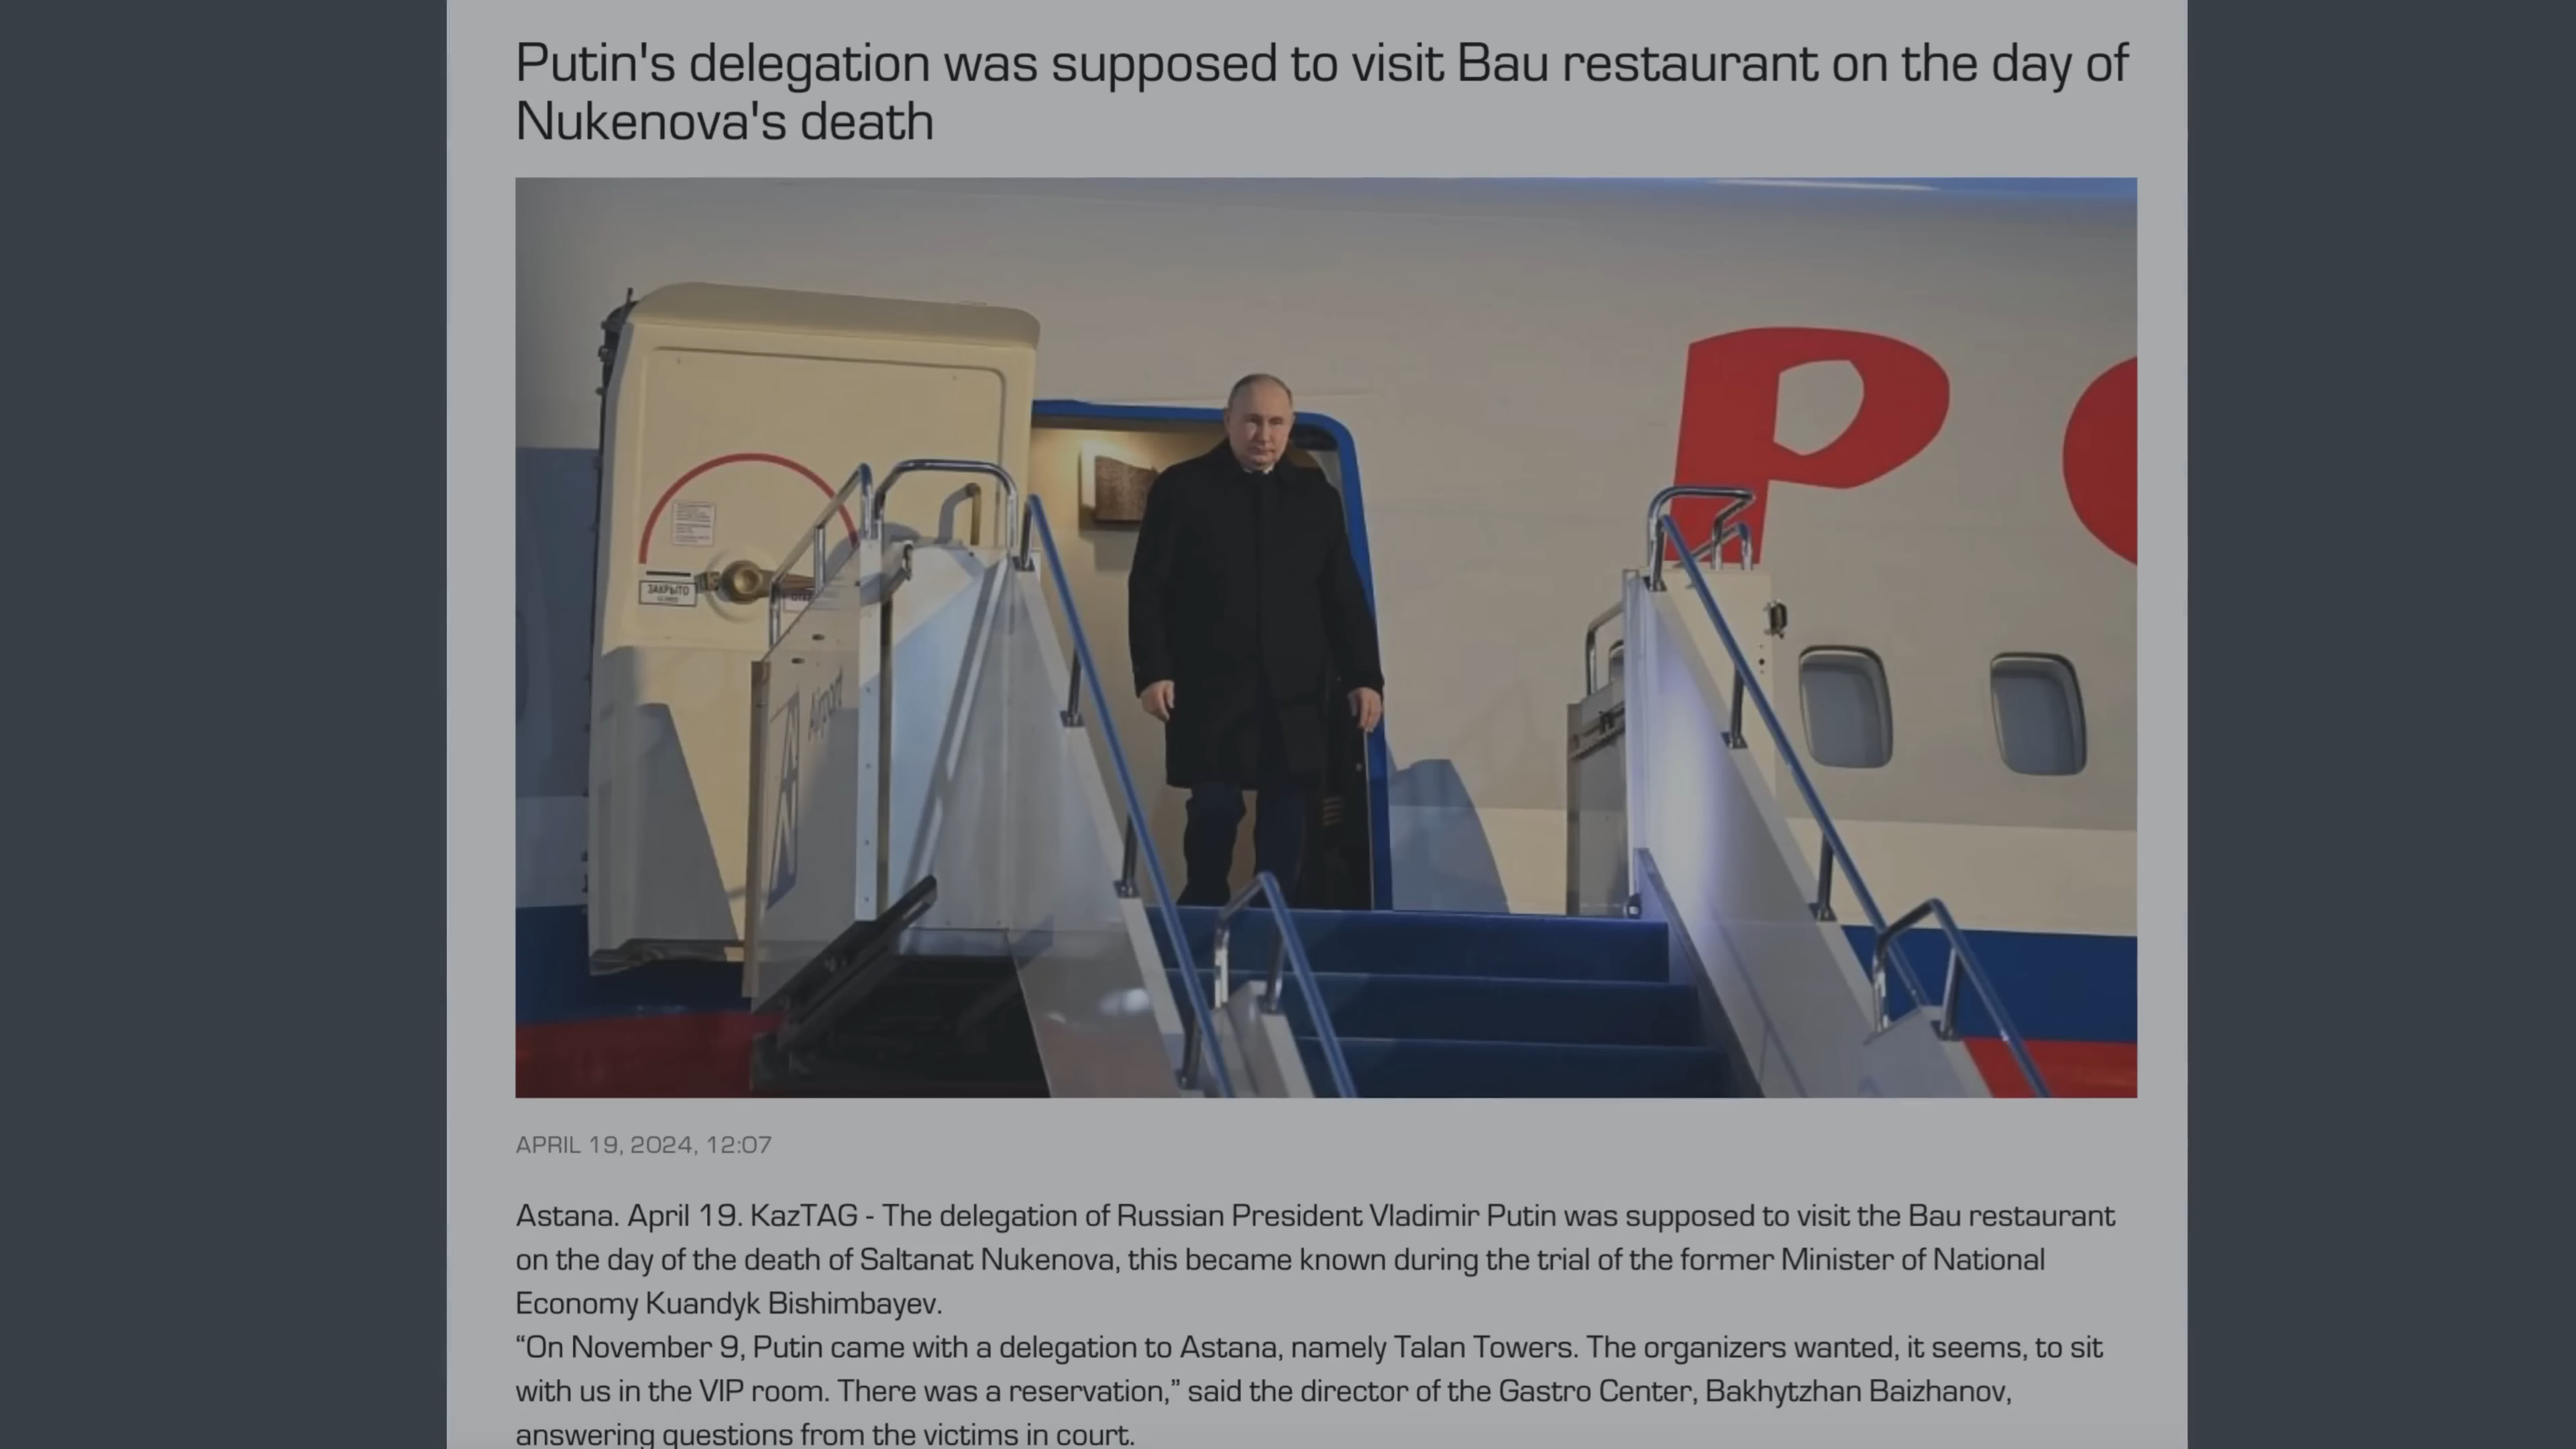 Putin's delegation was supposed to visit Bau restaurant on the day of
Nukenova's death
P
ЗАКРЫТО
Airport
APRIL 19, 2024, 12:07
Astana. April 19. KazTAG - The delegation of Russian President Vladimir Putin was supposed to visit the Bau restaurant
on the day of the death of Saltanat Nukenova, this became known during the trial of the former Minister of National
Economy Kuandyk Bishimbayev.
“On November 9, Putin came with a delegation to Astana, namely Talan Towers. The organizers wanted, it seems, to sit
with us in the VIP room. There was a reservation,” said the director of the Gastro Center, Bakhytzhan Baizhanov,
answering questions from the victims in court.